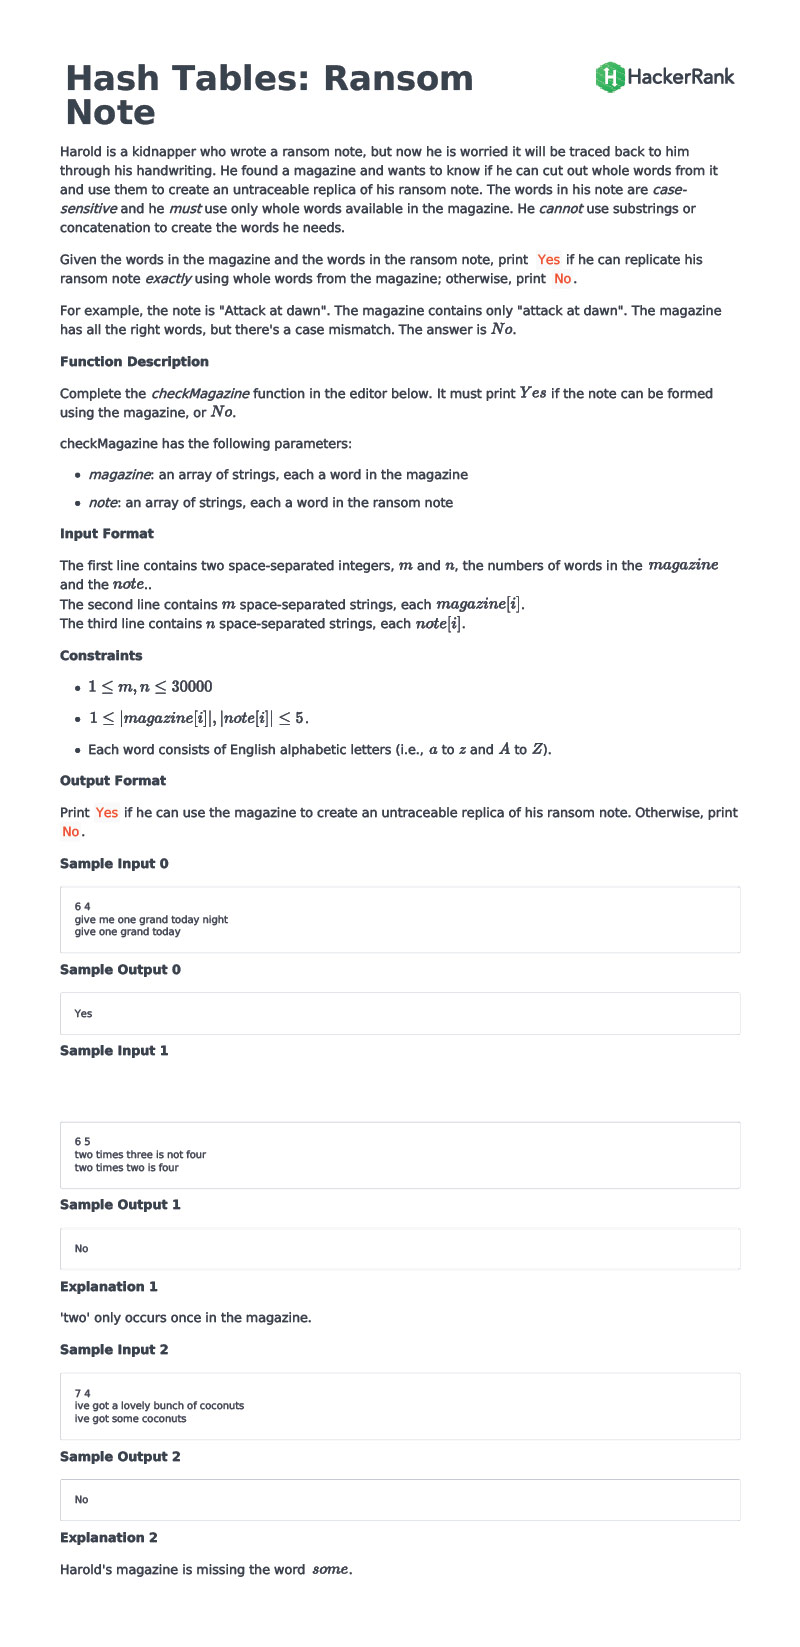 Hash Tables: Ransom
Note
HackerRank
Harold is a kidnapper who wrote a ransom note, but now he is worried it will be traced back to him
through his handwriting. He found a magazine and wants to know if he can cut out whole words from it
and use them to create an untraceable replica of his ransom note. The words in his note are case-
sensitive and he must use only whole words available in the magazine. He cannot use substrings or
concatenation to create the words he needs.
Given the words in the magazine and the words in the ransom note, print Yes if he can replicate his
ransom note exactly using whole words from the magazine; otherwise, print No.
For example, the note is "Attack at dawn". The magazine contains only "attack at dawn". The magazine
has all the right words, but there's a case mismatch. The answer is No.
Function Description
Complete the checkMagazine function in the editor below. It must print Yes if the note can be formed
using the magazine, or No.
checkMagazine has the following parameters:
• magazine: an array of strings, each a word in the magazine
• note: an array of strings, each a word in the ransom note
Input Format
The first line contains two space-separated integers, m and n, the numbers of words in the magazine
and the note..
The second line contains m space-separated strings, each magazine[i].
The third line contains n space-separated strings, each note[i].
Constraints
• 1 ≤ m, n ≤ 30000
• 1 ≤ |magazine[i]|, |note[i]| ≤ 5.
• Each word consists of English alphabetic letters (i.e., a to z and A to Z).
Output Format
Print Yes if he can use the magazine to create an untraceable replica of his ransom note. Otherwise, print
No.
Sample Input 0
6 4
give me one grand today night
give one grand today
Sample Output 0
Yes
Sample Input 1
6 5
two times three is not four
two times two is four
Sample Output 1
No
Explanation 1
'two' only occurs once in the magazine.
Sample Input 2
7 4
ive got a lovely bunch of coconuts
ive got some coconuts
Sample Output 2
No
Explanation 2
Harold's magazine is missing the word some.